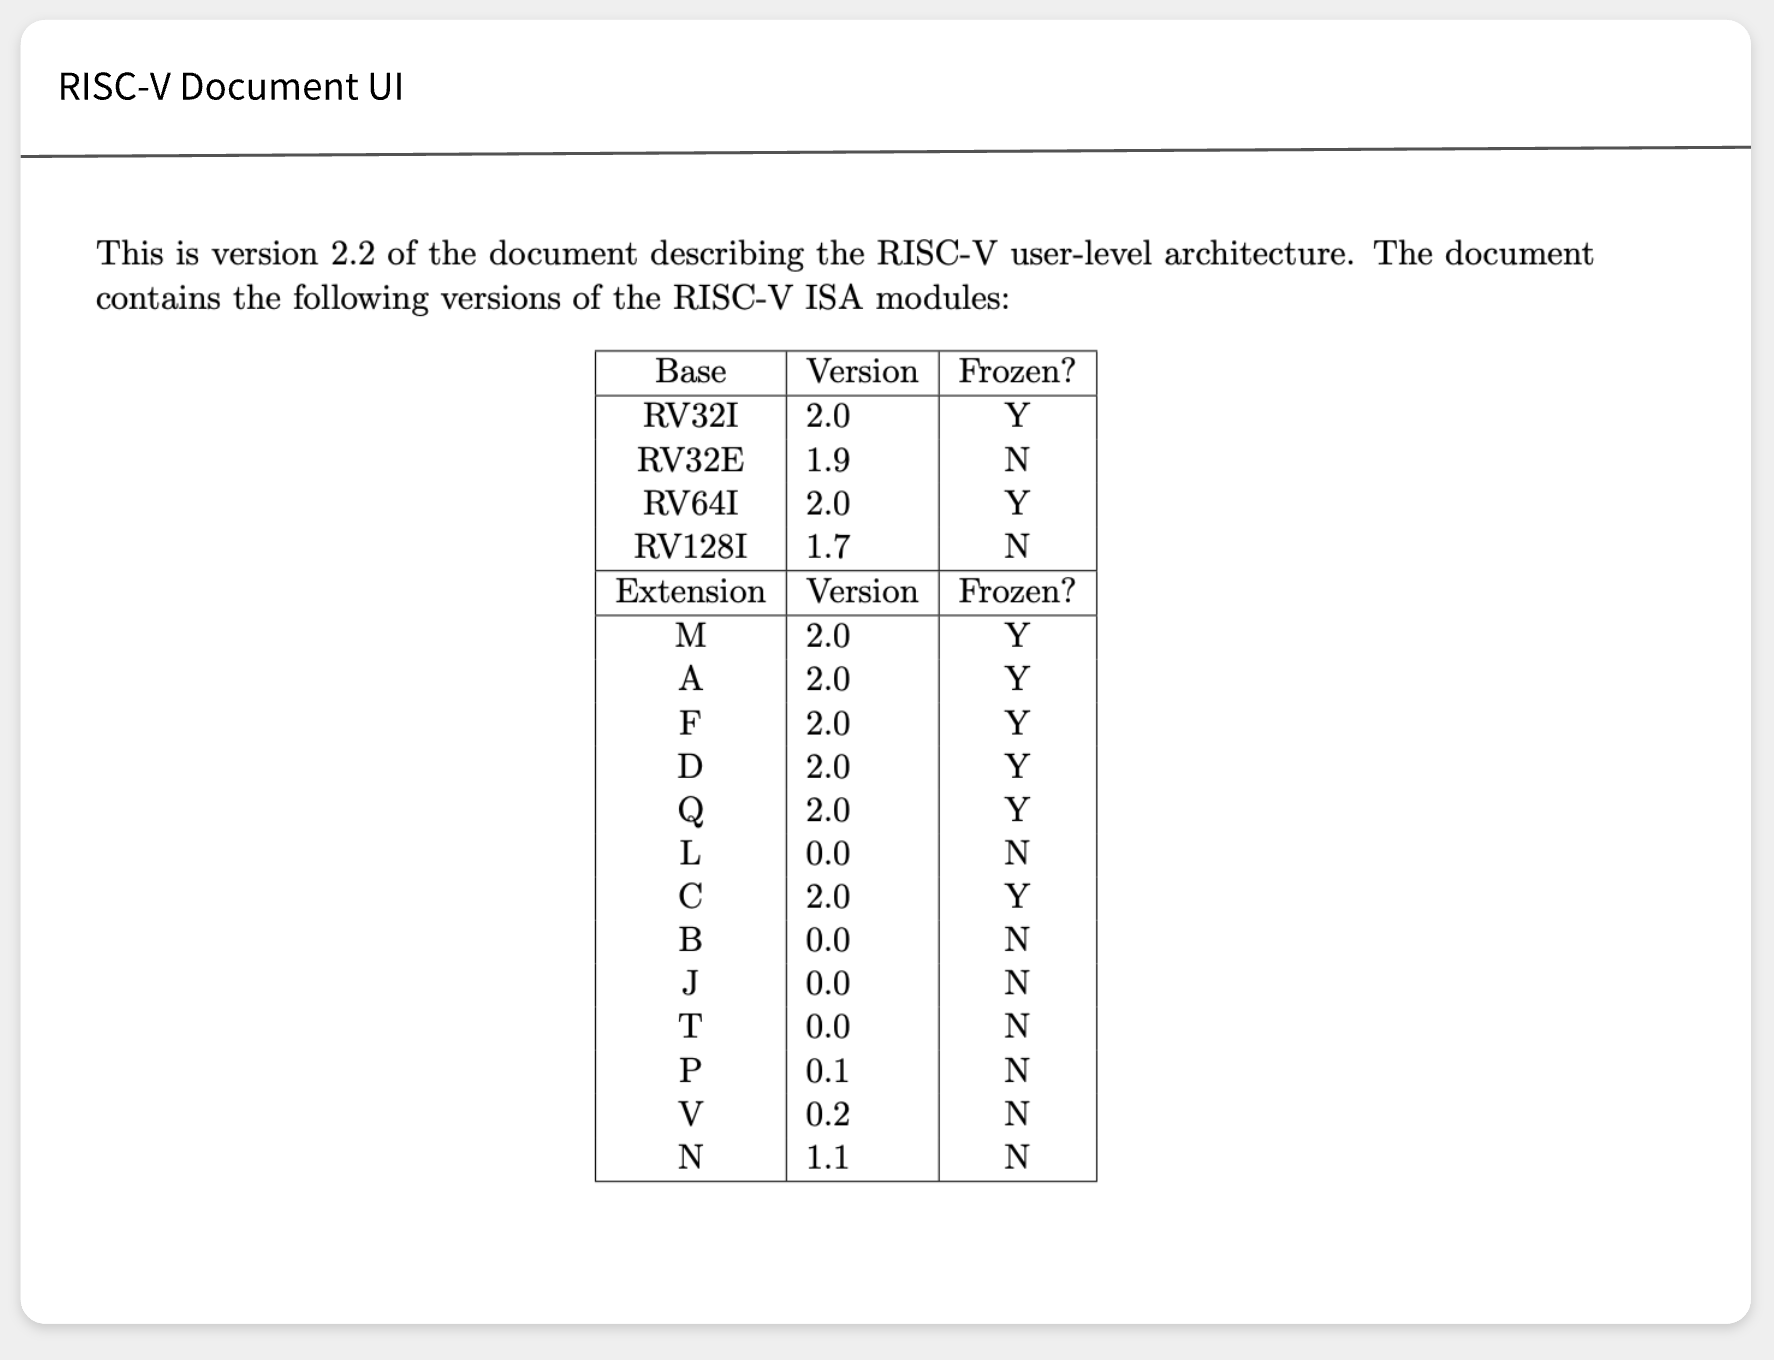 RISC-V Document UI
This is version 2.2 of the document describing the RISC-V user-level architecture. The document
contains the following versions of the RISC-V ISA modules:
Base Version Frozen?
RV32I 2.0 Y
RV32E 1.9 N
RV64I 2.0 Y
RV128I 1.7 N
Extension Version Frozen?
M 2.0 Y
A 2.0 Y
F 2.0 Y
D 2.0 Y
Q 2.0 Y
L 0.0 N
C 2.0 Y
B 0.0 N
J 0.0 N
T 0.0 N
P 0.1 N
V 0.2 N
N 1.1 N